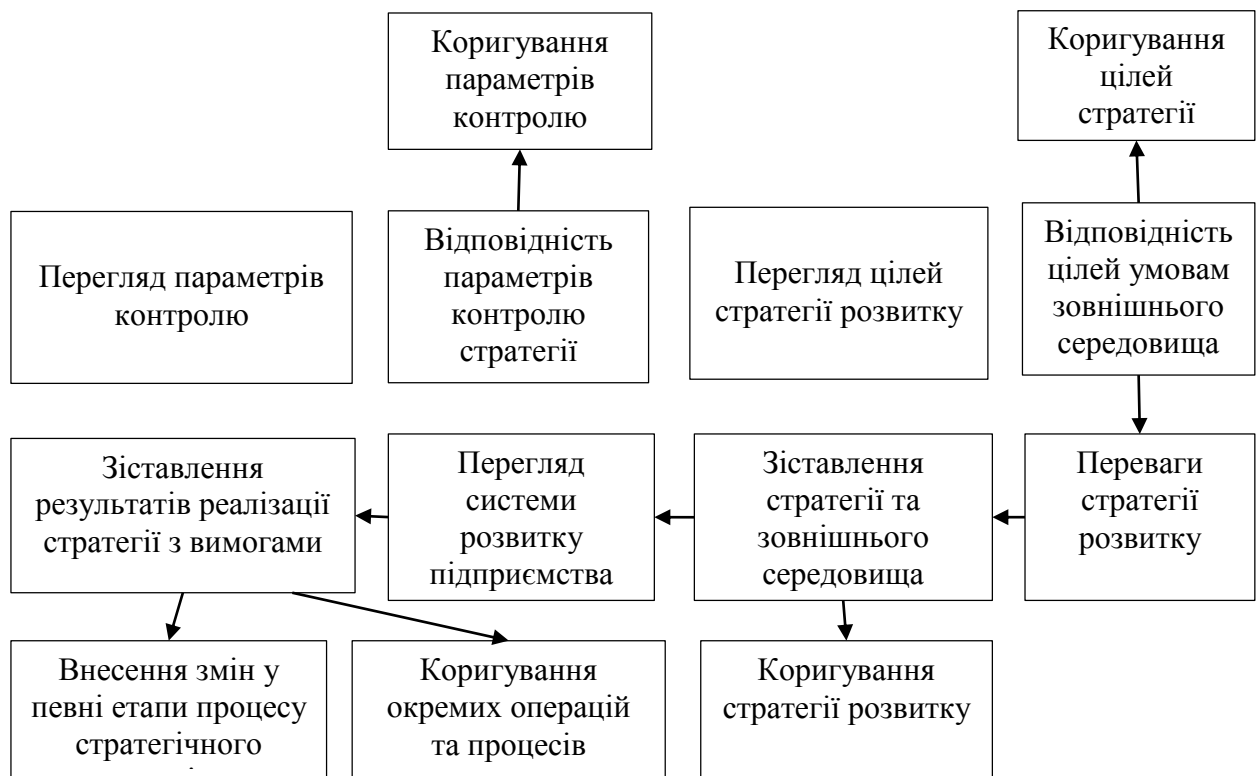 Коригування
параметрів
контролю
Коригування
цілей
стратегії
Перегляд параметрів
контролю
Відповідність
параметрів
контролю
стратегії
Перегляд цілей
стратегії розвитку
Відповідність
цілей умовам
зовнішнього
середовища
Зіставлення
результатів реалізації
стратегії з вимогами
Перегляд
системи
розвитку
підприємства
Зіставлення
стратегії та
зовнішнього
середовища
Переваги
стратегії
розвитку
Внесення змін у
певні етапи процесу
стратегічного
Коригування
окремих операцій
та процесів
Коригування
стратегії розвитку